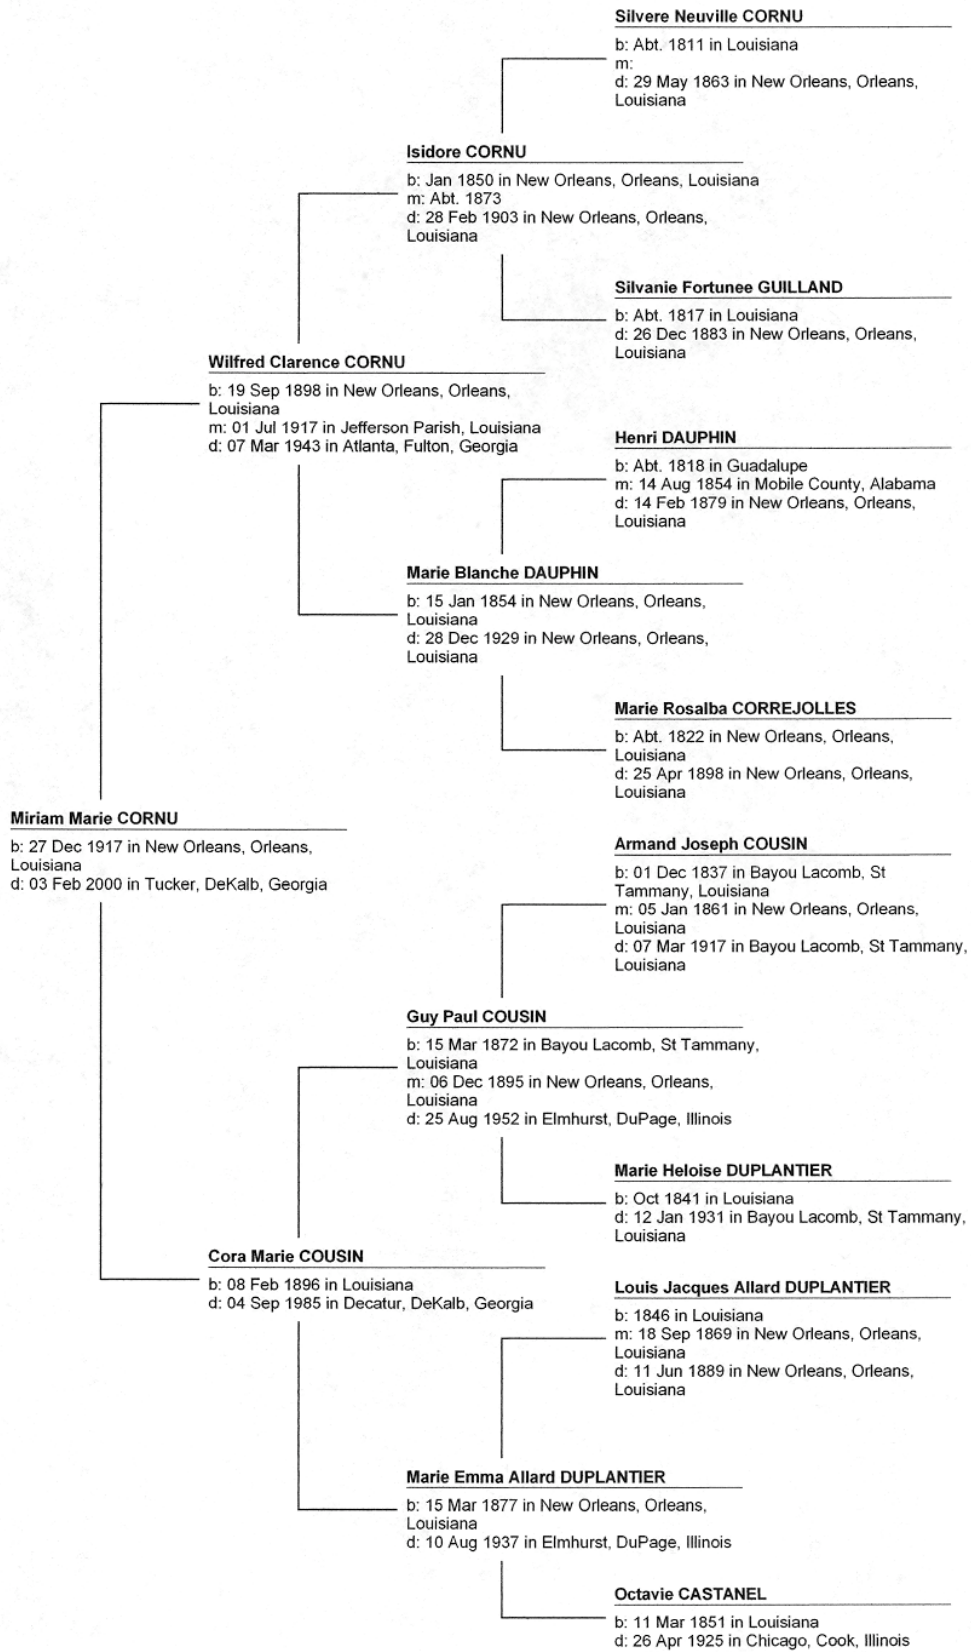 Silvere Neuville CORNU
b: Abt. 1811 in Louisiana
m:
d: 29 May 1863 in New Orleans, Orleans,
Louisiana
Isidore CORNU
b: Jan 1850 in New Orleans, Orleans, Louisiana
m: Abt. 1873
d: 28 Feb 1903 in New Orleans, Orleans,
Louisiana
Silvanie Fortunee GUILLAND
b: Abt. 1817 in Louisiana
d: 26 Dec 1883 in New Orleans, Orleans,
Louisiana
Wilfred Clarence CORNU
b: 19 Sep 1898 in New Orleans, Orleans,
Louisiana
m: 01 Jul 1917 in Jefferson Parish, Louisiana
d: 07 Mar 1943 in Atlanta, Fulton, Georgia
Henri DAUPHIN
b: Abt. 1818 in Guadalupe
m: 14 Aug 1854 in Mobile County, Alabama
d: 14 Feb 1879 in New Orleans, Orleans,
Louisiana
Marie Blanche DAUPHIN
b: 15 Jan 1854 in New Orleans, Orleans,
Louisiana
d: 28 Dec 1929 in New Orleans, Orleans,
Louisiana
Marie Rosalba CORREJOLLES
b: Abt. 1822 in New Orleans, Orleans,
Louisiana
d: 25 Apr 1898 in New Orleans, Orleans,
Louisiana
Miriam Marie CORNU
b: 27 Dec 1917 in New Orleans, Orleans,
Louisiana
d: 03 Feb 2000 in Tucker, DeKalb, Georgia
Armand Joseph COUSIN
b: 01 Dec 1837 in Bayou Lacomb, St
Tammany, Louisiana
m: 05 Jan 1861 in New Orleans, Orleans,
Louisiana
d: 07 Mar 1917 in Bayou Lacomb, St Tammany,
Louisiana
Guy Paul COUSIN
b: 15 Mar 1872 in Bayou Lacomb, St Tammany,
Louisiana
m: 06 Dec 1895 in New Orleans, Orleans,
Louisiana
d: 25 Aug 1952 in Elmhurst, DuPage, Illinois
Marie Heloise DUPLANTIER
b: Oct 1841 in Louisiana
d: 12 Jan 1931 in Bayou Lacomb, St Tammany,
Louisiana
Cora Marie COUSIN
b: 08 Feb 1896 in Louisiana
d: 04 Sep 1985 in Decatur, DeKalb, Georgia
Louis Jacques Allard DUPLANTIER
b: 1846 in Louisiana
m: 18 Sep 1869 in New Orleans, Orleans,
Louisiana
d: 11 Jun 1889 in New Orleans, Orleans,
Louisiana
Marie Emma Allard DUPLANTIER
b: 15 Mar 1877 in New Orleans, Orleans,
Louisiana
d: 10 Aug 1937 in Elmhurst, DuPage, Illinois
Octavie CASTANEL
b: 11 Mar 1851 in Louisiana
d: 26 Apr 1925 in Chicago, Cook, Illinois